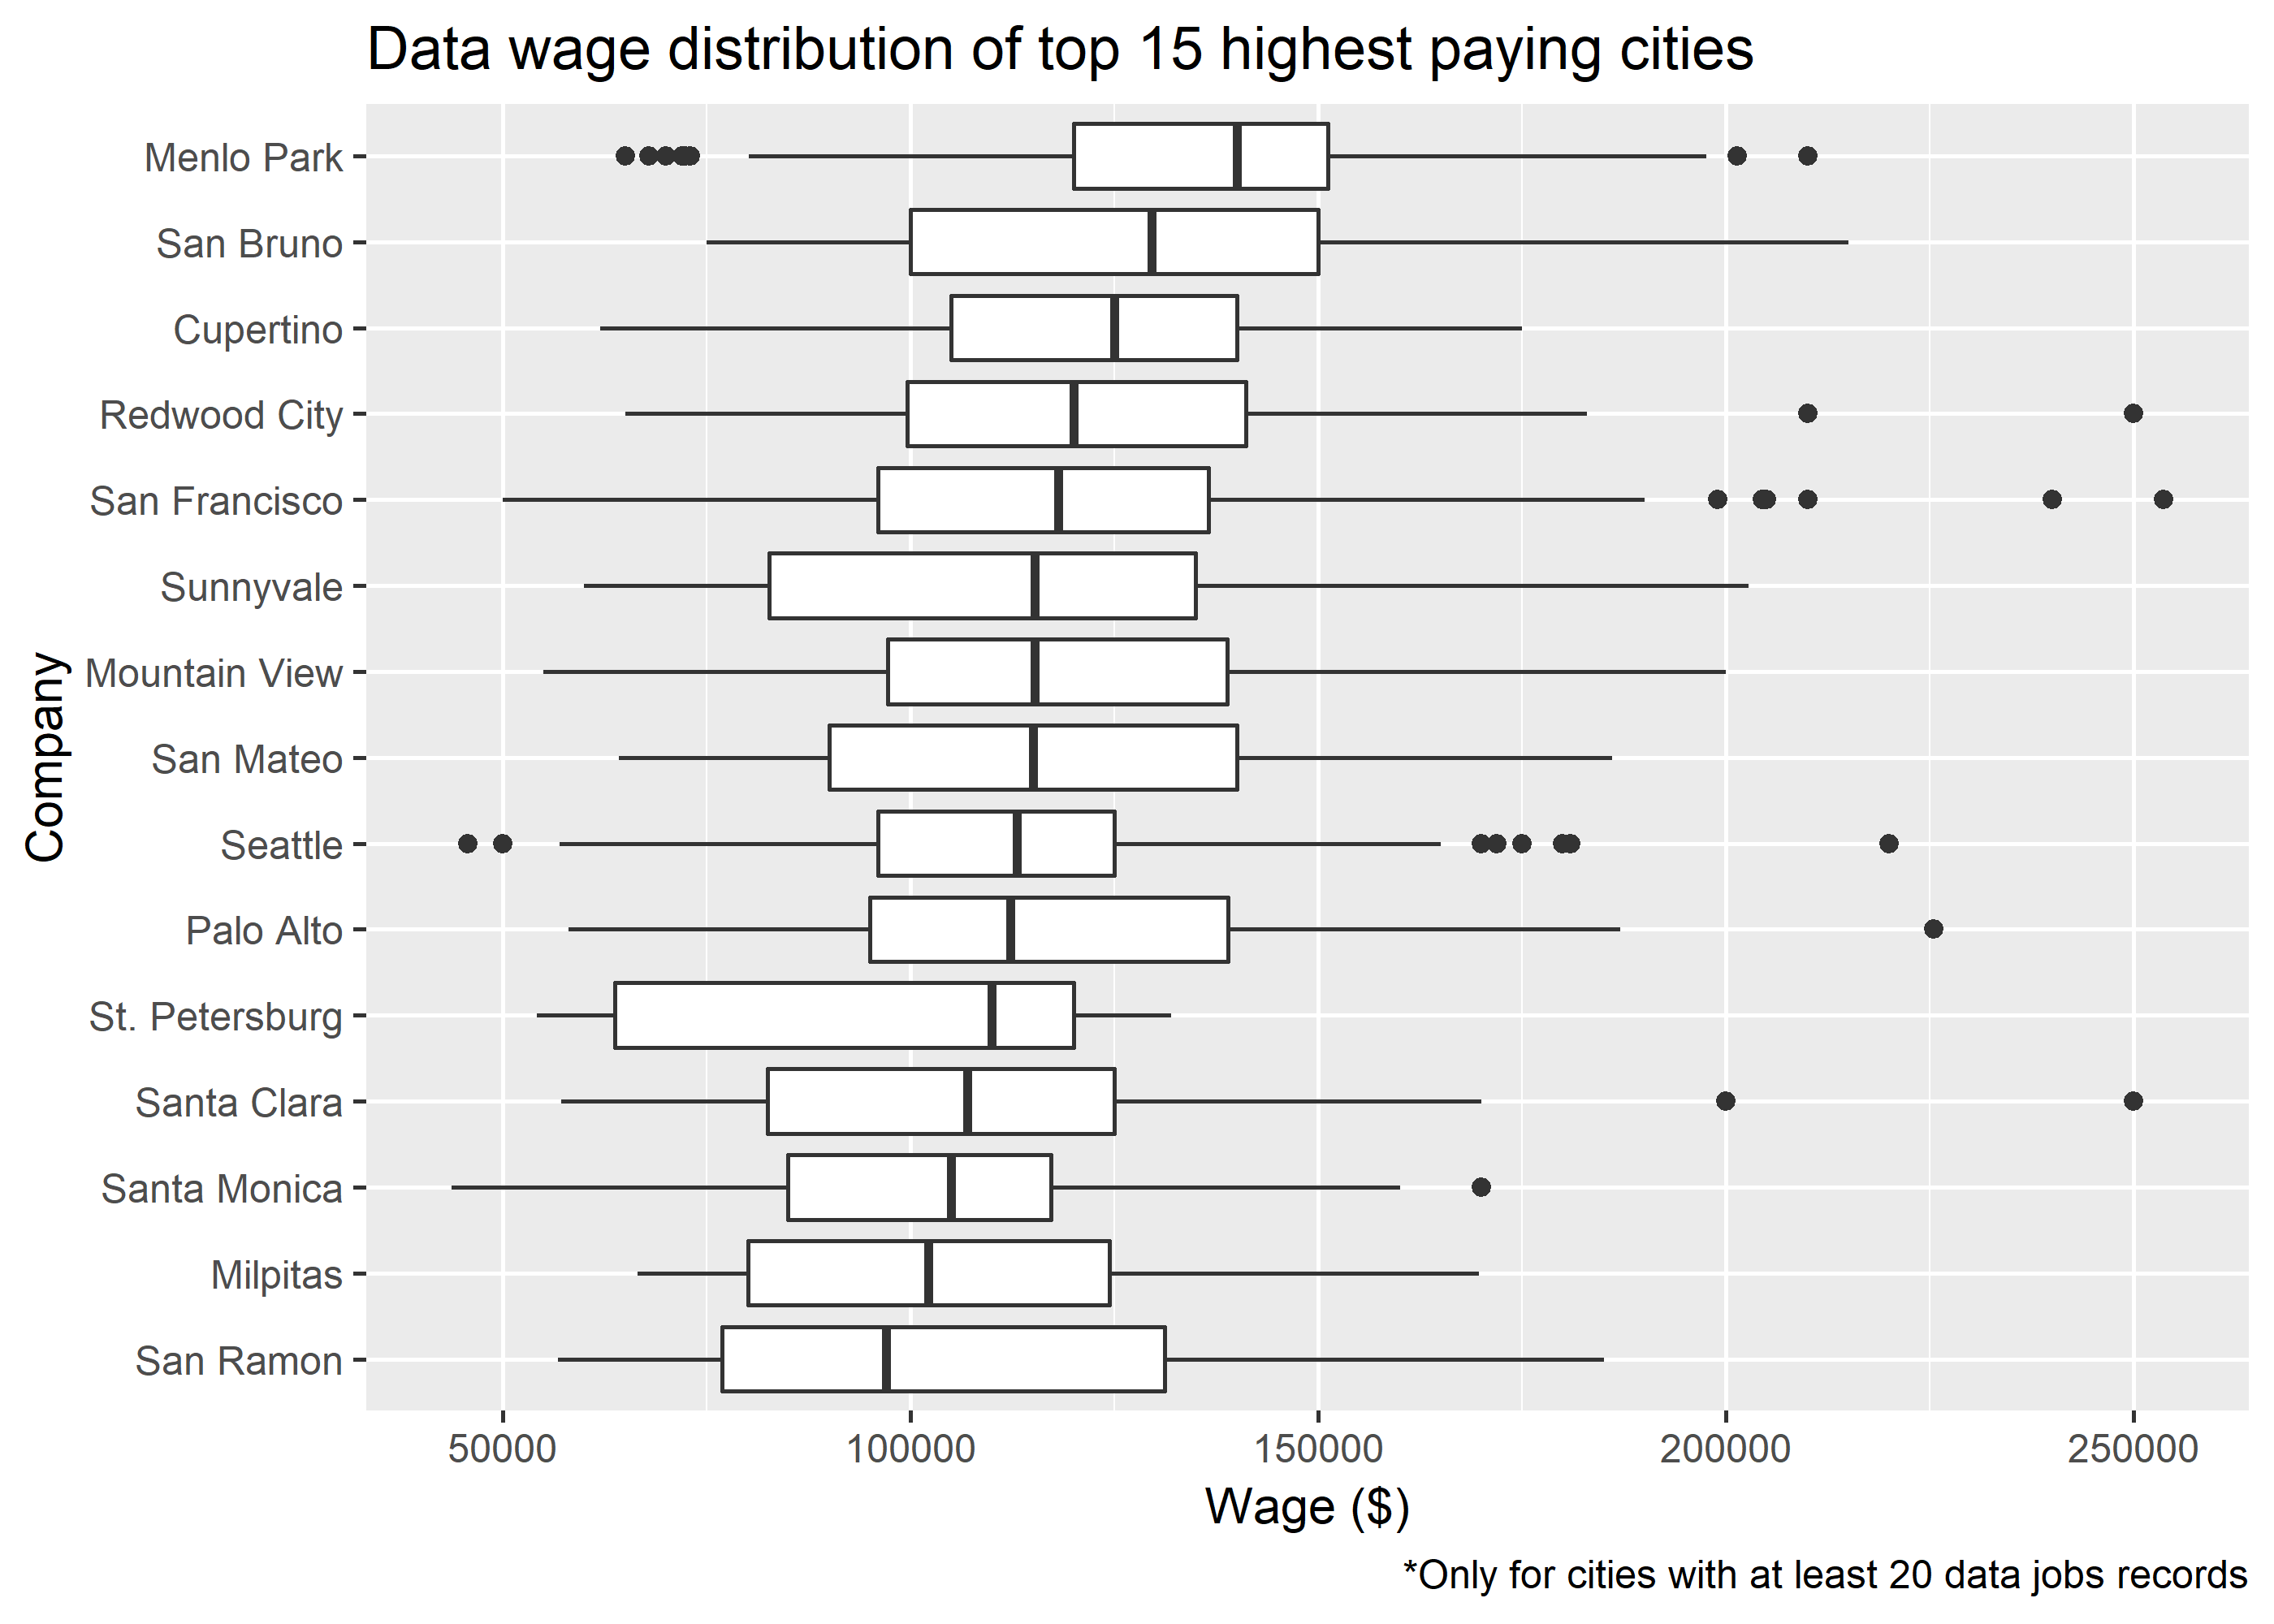 Data wage distribution of top 15 highest paying cities
Menlo Park
San Bruno
Cupertino
Redwood City
San Francisco
Sunnyvale
Mountain View
San Mateo
Seattle
Palo Alto
St. Petersburg
Santa Clara
Santa Monica
Milpitas
San Ramon
Company
50000 100000 150000 200000 250000
Wage ($)
*Only for cities with at least 20 data jobs records